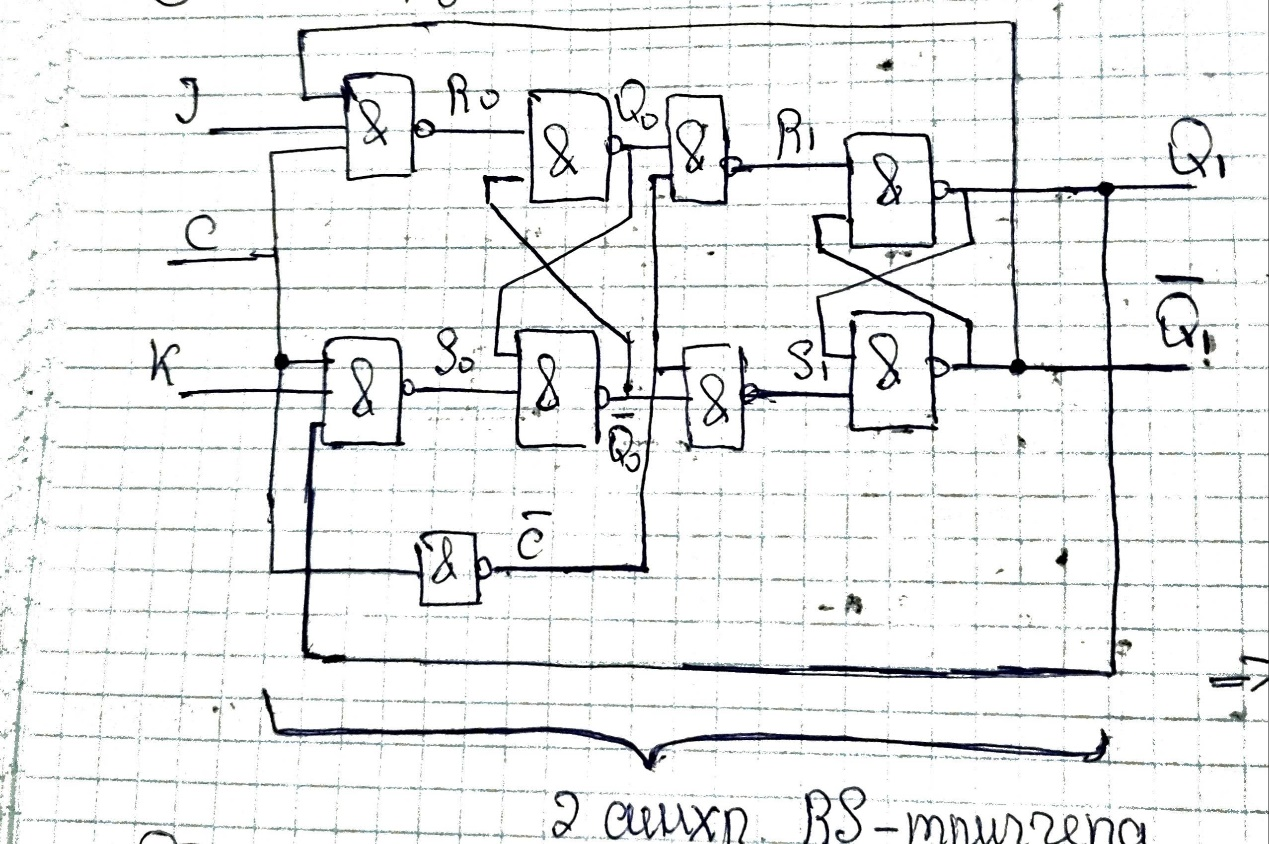 J & R₀ & Q₀ & R₁ & Q₁
C
K & S₀ & Q̅₀ & S₁ & Q̅₁
& C̅
=>
2 синхр. RS-триггера